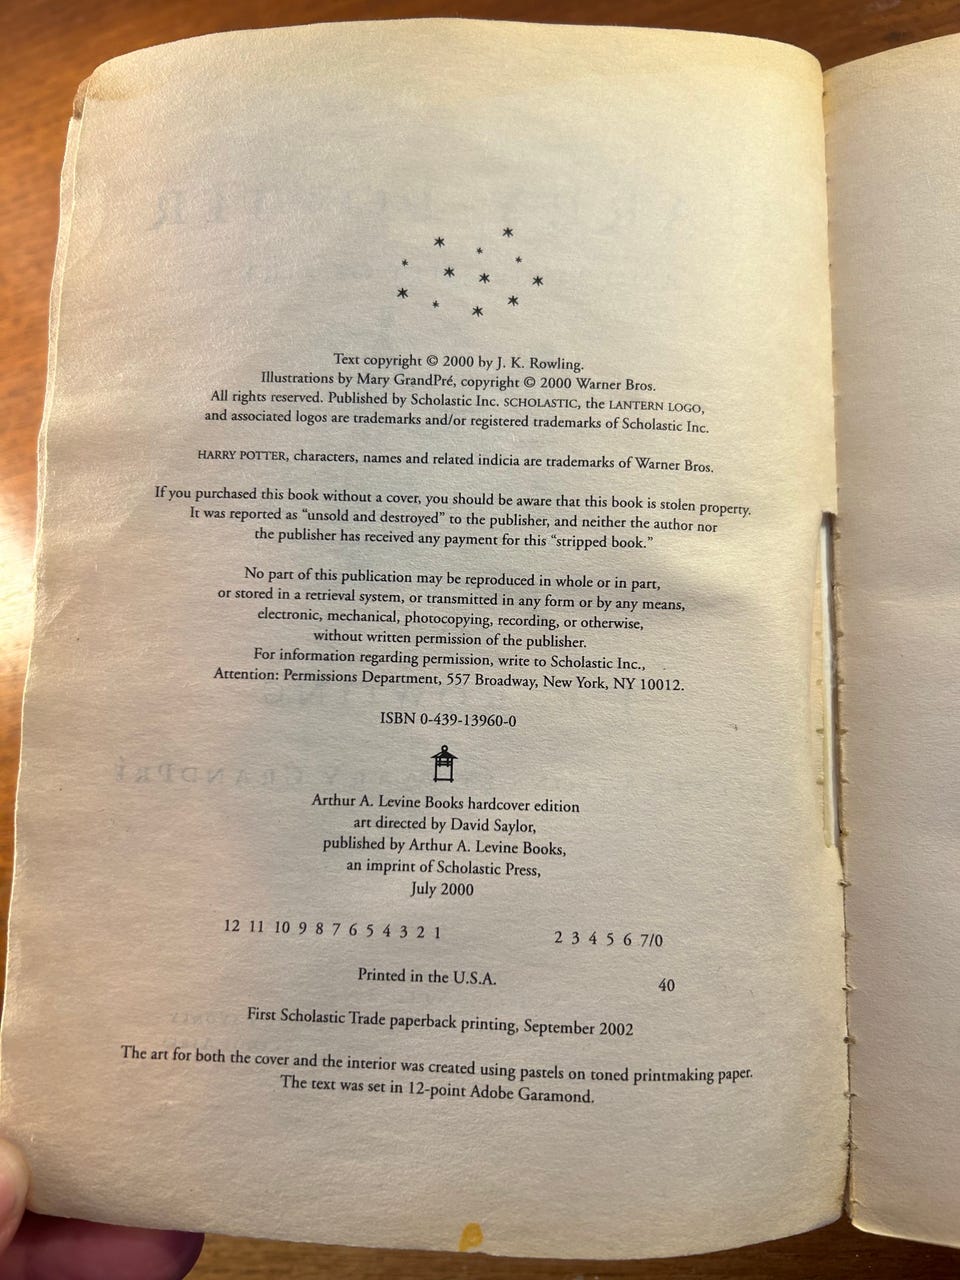 Text copyright © 2000 by J. K. Rowling.
Illustrations by Mary GrandPré, copyright © 2000 Warner Bros.
All rights reserved. Published by Scholastic Inc. SCHOLASTIC, the LANTERN LOGO,
and associated logos are trademarks and/or registered trademarks of Scholastic Inc.
HARRY POTTER, characters, names and related indicia are trademarks of Warner Bros.
If you purchased this book without a cover, you should be aware that this book is stolen property.
It was reported as “unsold and destroyed” to the publisher, and neither the author nor
the publisher has received any payment for this “stripped book.”
No part of this publication may be reproduced in whole or in part,
or stored in a retrieval system, or transmitted in any form or by any means,
electronic, mechanical, photocopying, recording, or otherwise,
without written permission of the publisher.
For information regarding permission, write to Scholastic Inc.,
Attention: Permissions Department, 557 Broadway, New York, NY 10012.
ISBN 0-439-13960-0
Arthur A. Levine Books hardcover edition
art directed by David Saylor,
published by Arthur A. Levine Books,
an imprint of Scholastic Press,
July 2000
12 11 10 9 8 7 6 5 4 3 2 1 2 3 4 5 6 7/0
Printed in the U.S.A. 40
First Scholastic Trade paperback printing, September 2002
The art for both the cover and the interior was created using pastels on toned printmaking paper.
The text was set in 12-point Adobe Garamond.